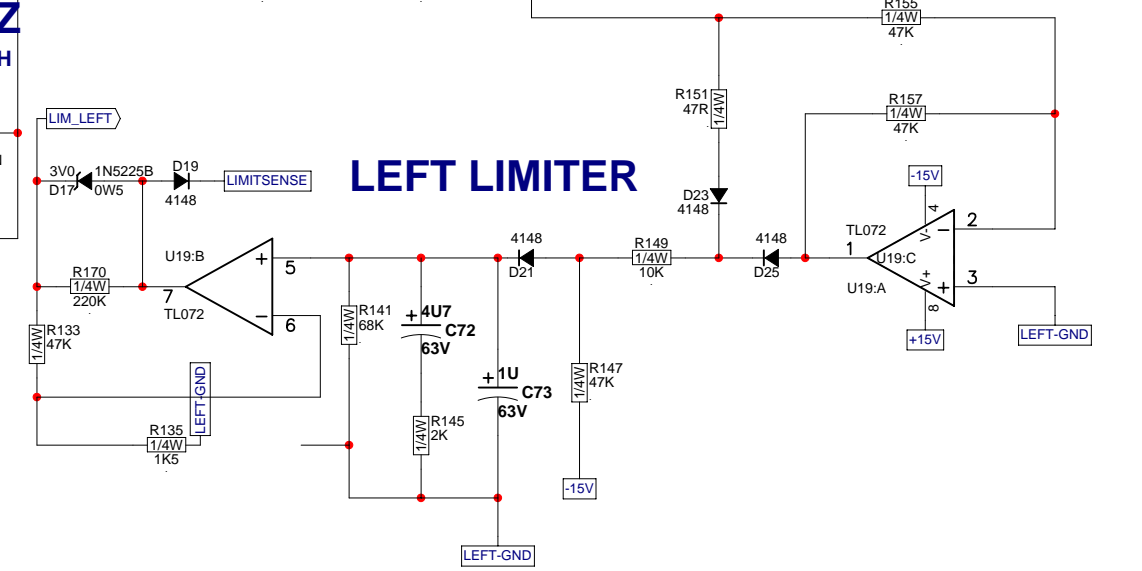 Z
H
R155
1/4W
47K
R151
47R
1/4W
R157
1/4W
47K
LIM_LEFT
3V0
1N5225B
D17
0W5
D19
4148
LIMITSENSE
LEFT LIMITER
-15V
D23
4148
4
V-
2
TL072
1
U19:C
U19:A
V+
3
8
+15V
LEFT-GND
U19:B
5
7
6
TL072
R170
1/4W
220K
4148
D21
R149
1/4W
10K
4148
D25
R133
47K
1/4W
R141
68K
1/4W
4U7
C72
63V
1U
C73
63V
R147
47K
1/4W
LEFT-GND
R135
1/4W
1K5
R145
2K
1/4W
-15V
LEFT-GND